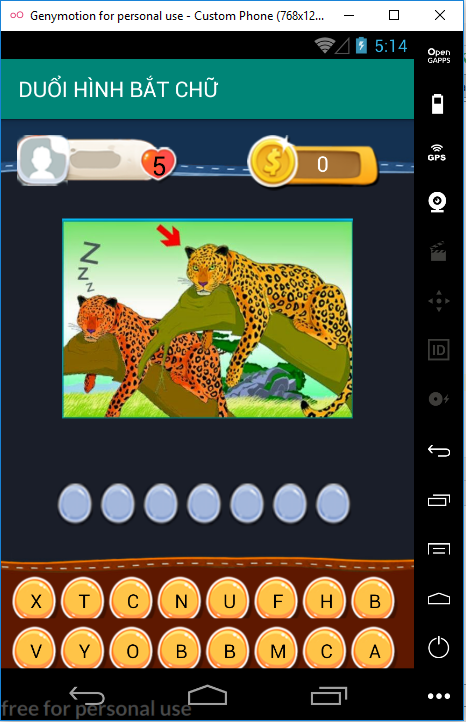 Genymotion for personal use - Custom Phone (768x12...
5:14
Open
GAPPS
DUỔI HÌNH BẮT CHỮ
GPS
5
$
0
Z
Z
Z
ID
X T C N U F H B
V Y O B B M C A
free for personal use